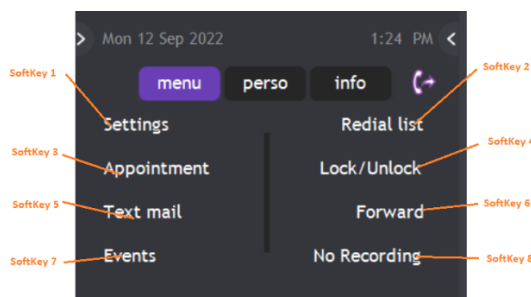 Mon 12 Sep 2022 1:24 PM
menu perso info
SoftKey 1 SoftKey 2
Settings Redial list
SoftKey 3 SoftKey 4
Appointment Lock/Unlock
SoftKey 5 SoftKey 6
Text mail Forward
Events No Recording
SoftKey 7 SoftKey 8